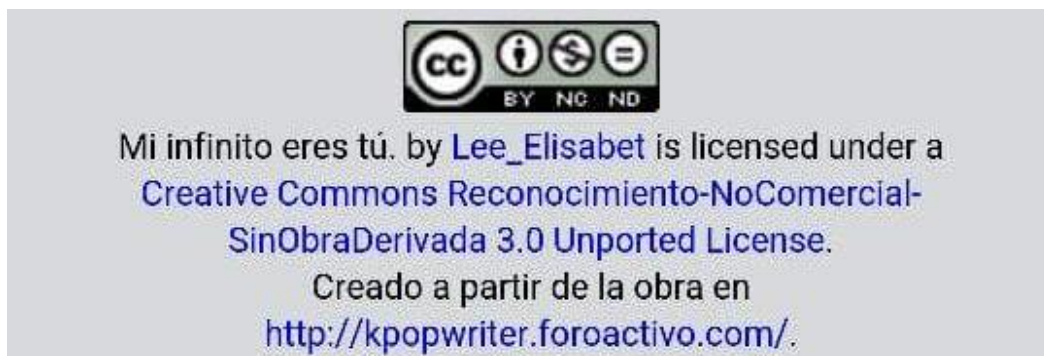 cc
BY NC ND
Mi infinito eres tú. by Lee_Elisabet is licensed under a
Creative Commons Reconocimiento-NoComercial-
SinObraDerivada 3.0 Unported License.
Creado a partir de la obra en
http://kpopwriter.foroactivo.com/.